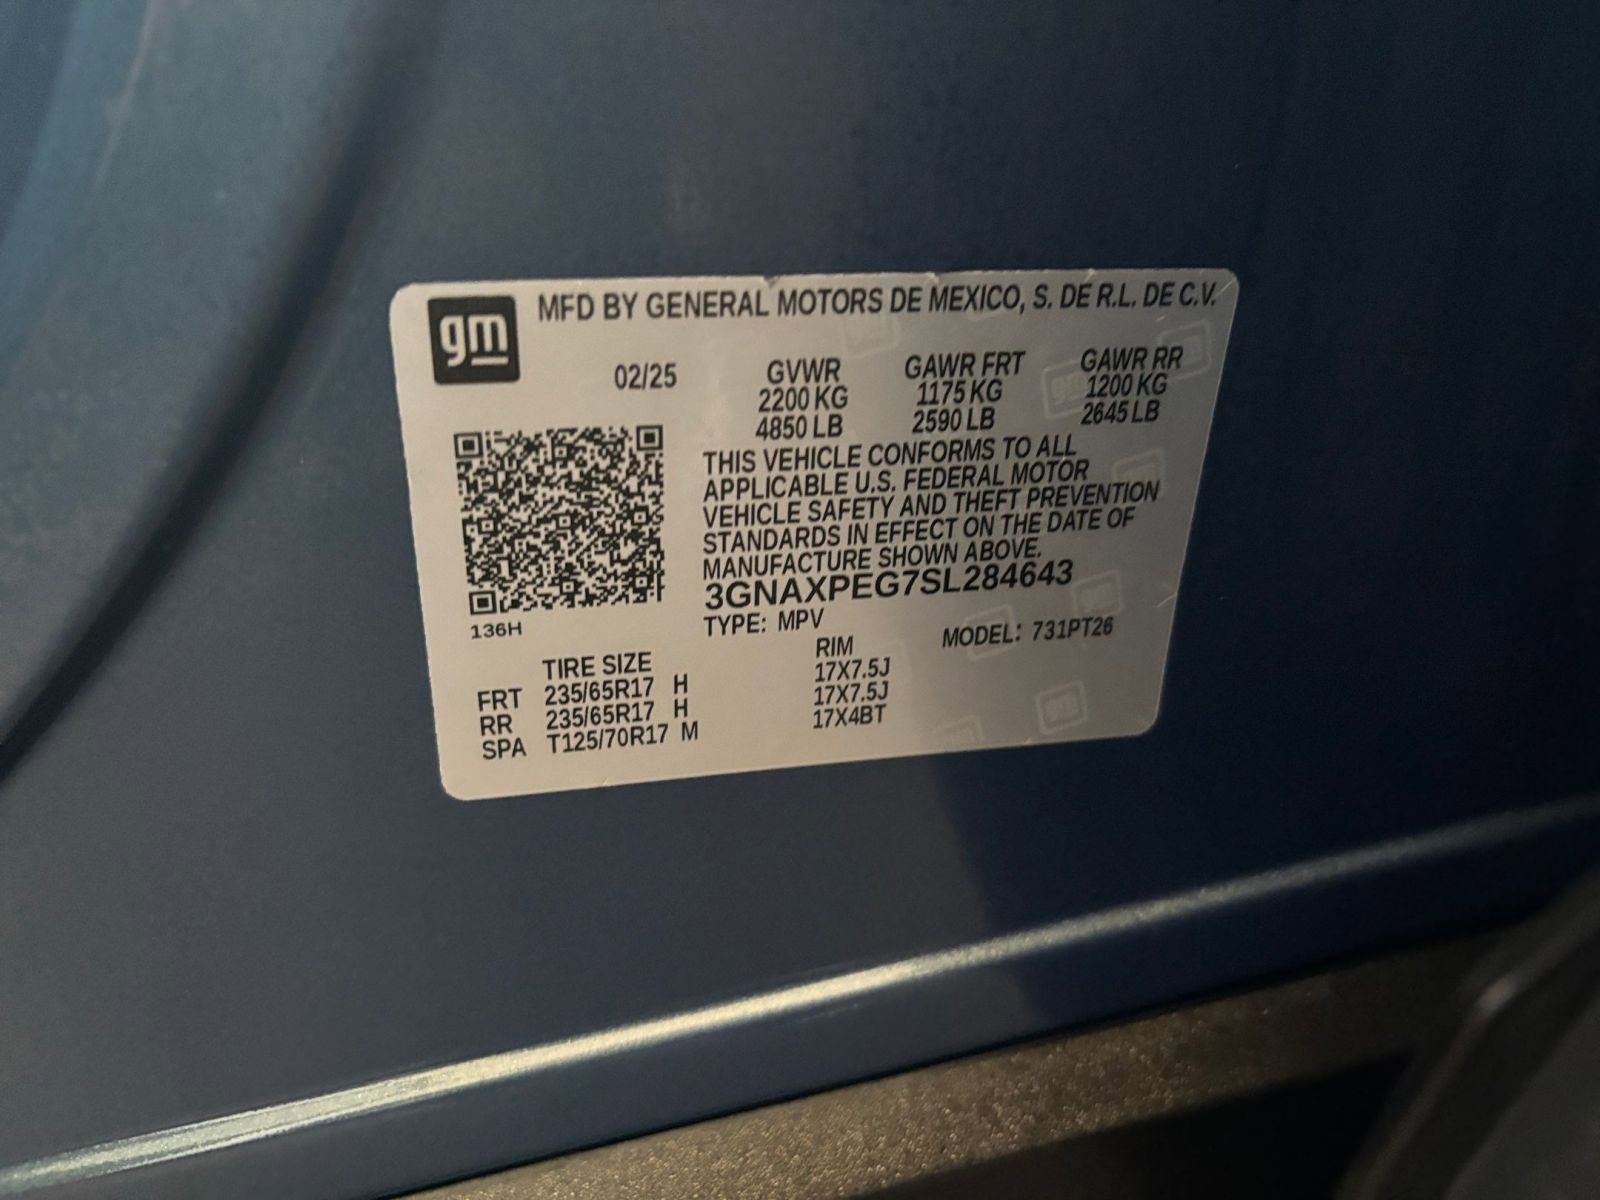 gm
MFD BY GENERAL MOTORS DE MEXICO, S. DE R.L. DE C.V.
02/25 GVWR GAWR FRT GAWR RR
2200 KG 1175 KG 1200 KG
4850 LB 2590 LB 2645 LB
THIS VEHICLE CONFORMS TO ALL
APPLICABLE U.S. FEDERAL MOTOR
VEHICLE SAFETY AND THEFT PREVENTION
STANDARDS IN EFFECT ON THE DATE OF
MANUFACTURE SHOWN ABOVE.
3GNAXPEG7SL284643
136H
TYPE: MPV
MODEL: 731PT26
TIRE SIZE RIM
FRT 235/65R17 H 17X7.5J
RR 235/65R17 H 17X7.5J
SPA T125/70R17 M 17X4BT